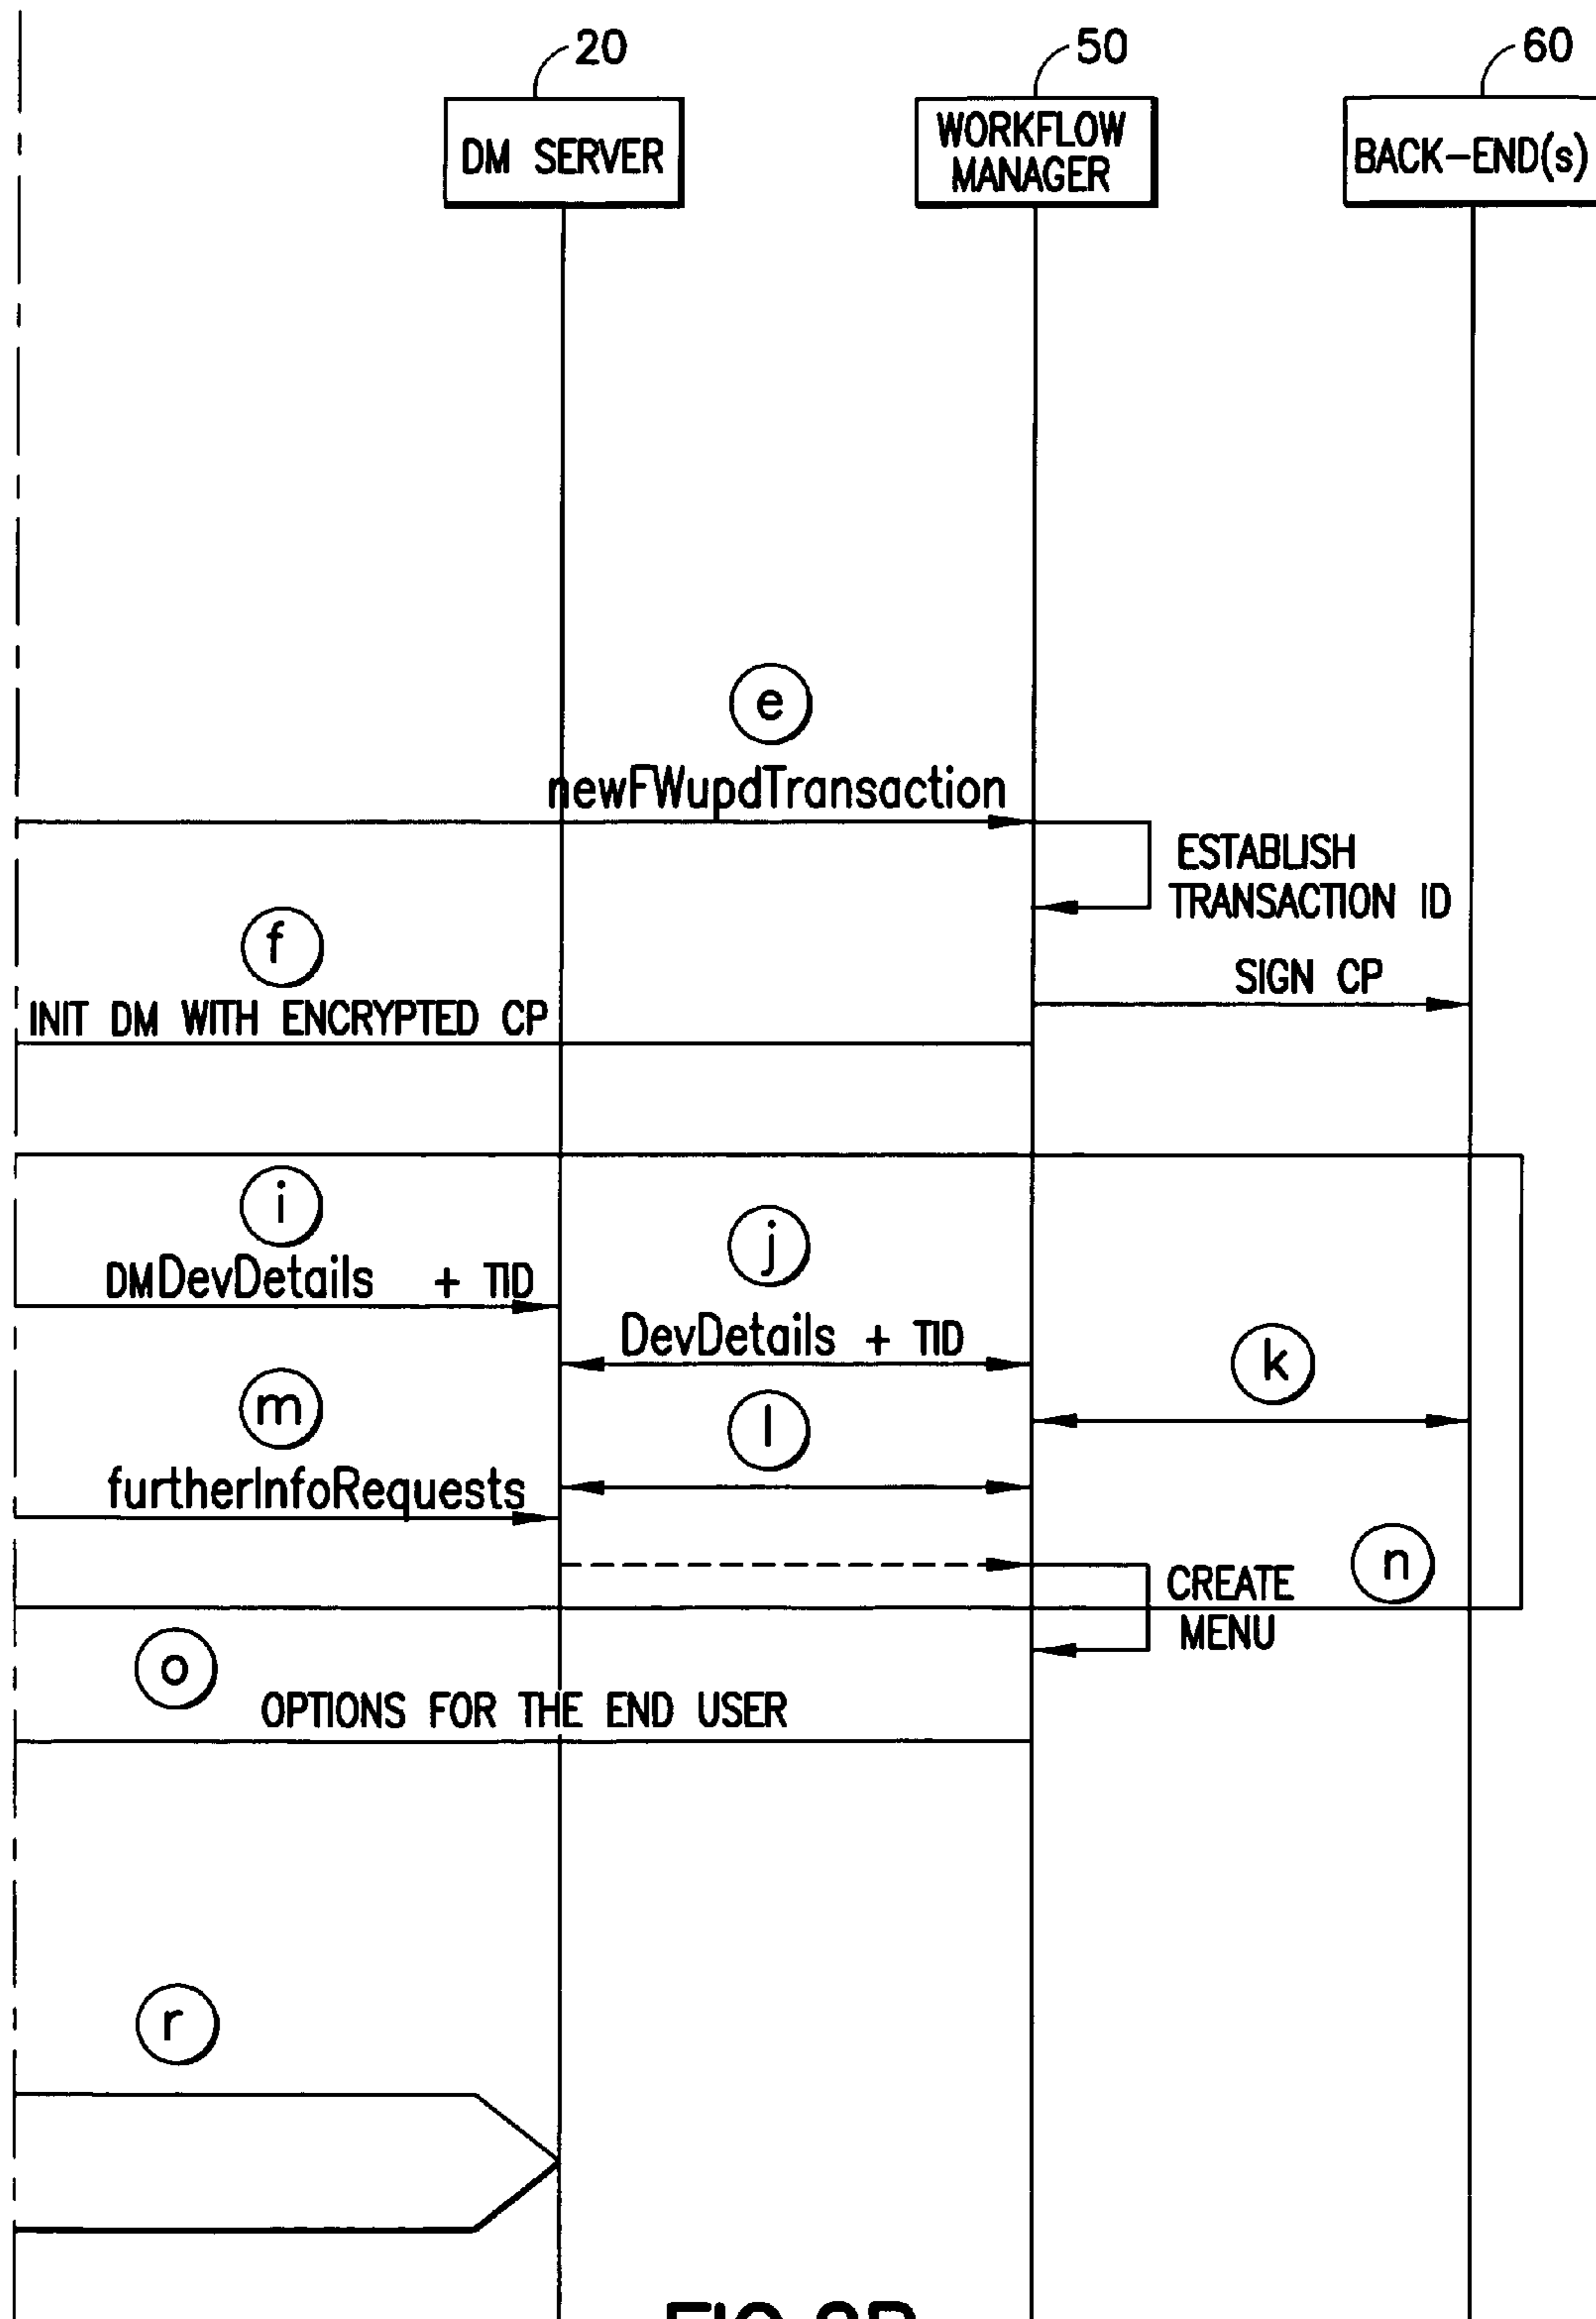 20
50
60
DM SERVER
WORKFLOW
MANAGER
BACK-END(s)
e
newFWupdTransaction
ESTABLISH
TRANSACTION ID
f
SIGN CP
INIT DM WITH ENCRYPTED CP
i
j
DMDevDetails + TID
DevDetails + TID
k
m
l
furtherInfoRequests
n
CREATE
MENU
o
OPTIONS FOR THE END USER
r